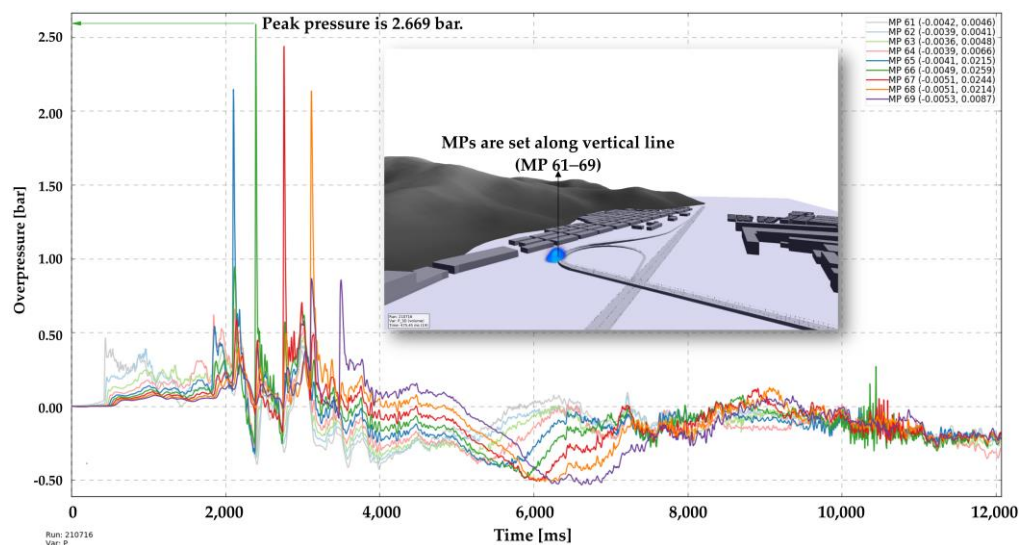 Peak pressure is 2.669 bar.
MP 61 (-0.0042, 0.0046)
MP 62 (-0.0039, 0.0041)
MP 63 (-0.0036, 0.0048)
MP 64 (-0.0039, 0.0066)
MP 65 (-0.0041, 0.0215)
MP 66 (-0.0049, 0.0259)
MP 67 (-0.0051, 0.0244)
MP 68 (-0.0051, 0.0214)
MP 69 (-0.0053, 0.0087)
MPs are set along vertical line
(MP 61–69)
Run: 210716
Overpressure [bar]
2.50
2.00
1.50
1.00
0.50
0.00
-0.50
0
2,000
4,000
6,000
8,000
10,000
12,000
Time [ms]
Run: 210716
Var: P